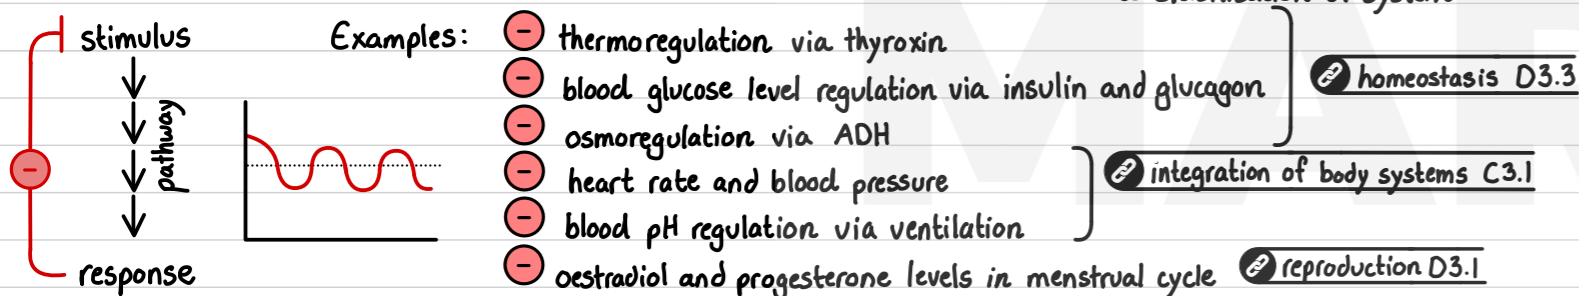 stimulus
pathway
response
Examples:
⊖ thermoregulation via thyroxin
⊖ blood glucose level regulation via insulin and glucagon
⊖ osmoregulation via ADH
homeostasis D3.3
⊖ heart rate and blood pressure
⊖ blood pH regulation via ventilation
integration of body systems C3.1
⊖ oestradiol and progesterone levels in menstrual cycle
reproduction D3.1